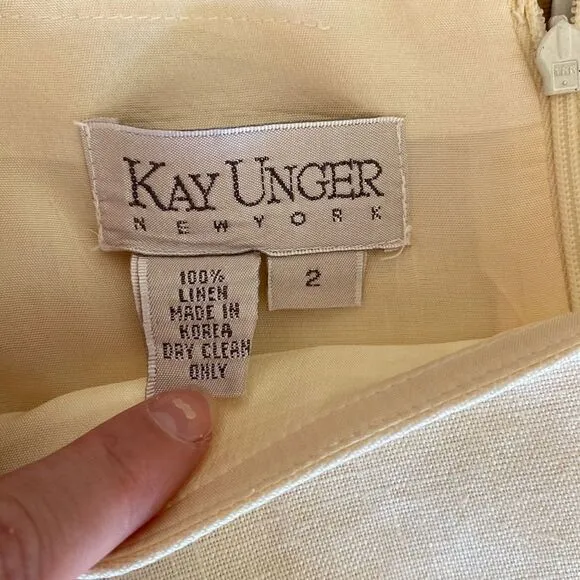 KAY UNGER
NEW YORK
100%
LINEN
MADE IN
KOREA
DRY CLEAN
ONLY
2